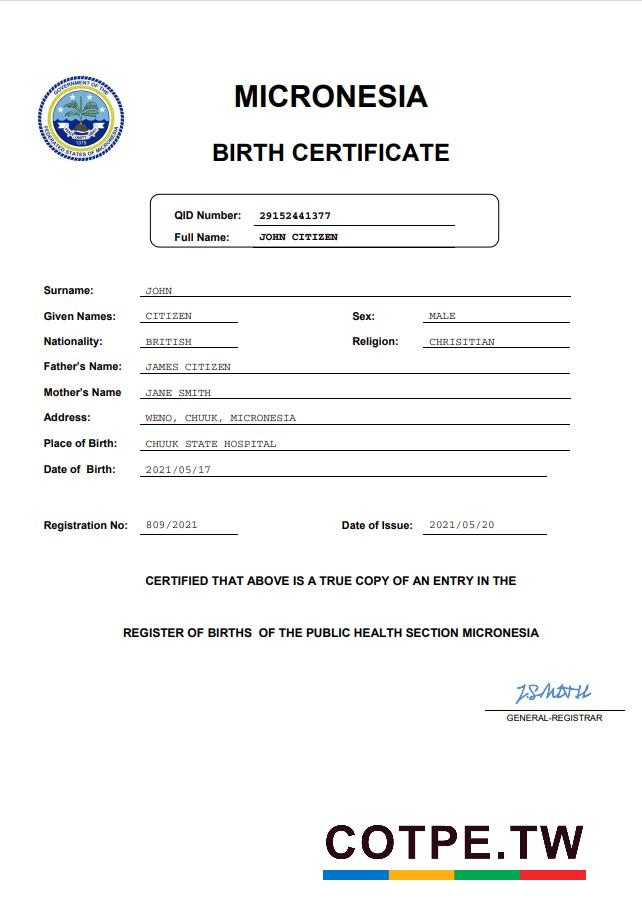 MICRONESIA
BIRTH CERTIFICATE
GOVERNMENT OF THE
FEDERATED STATES OF MICRONESIA
UNITY
1979
QID Number: 29152441377
Full Name: JOHN CITIZEN
Surname: JOHN
Given Names: CITIZEN Sex: MALE
Nationality: BRITISH Religion: CHRISITIAN
Father's Name: JAMES CITIZEN
Mother's Name JANE SMITH
Address: WENO, CHUUK, MICRONESIA
Place of Birth: CHUUK STATE HOSPITAL
Date of Birth: 2021/05/17
Registration No: 809/2021 Date of Issue: 2021/05/20
CERTIFIED THAT ABOVE IS A TRUE COPY OF AN ENTRY IN THE
REGISTER OF BIRTHS OF THE PUBLIC HEALTH SECTION MICRONESIA
J.SMITH
GENERAL-REGISTRAR
COTPE.TW